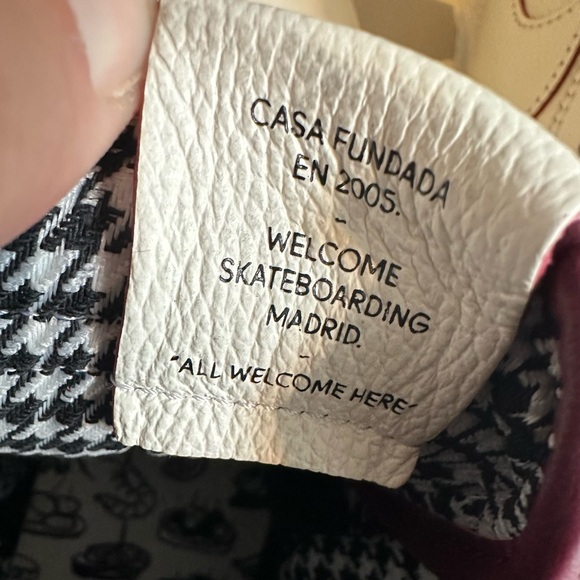 CASA FUNDADA
EN 2005.
-
WELCOME
SKATEBOARDING
MADRID.
-
"ALL WELCOME HERE"